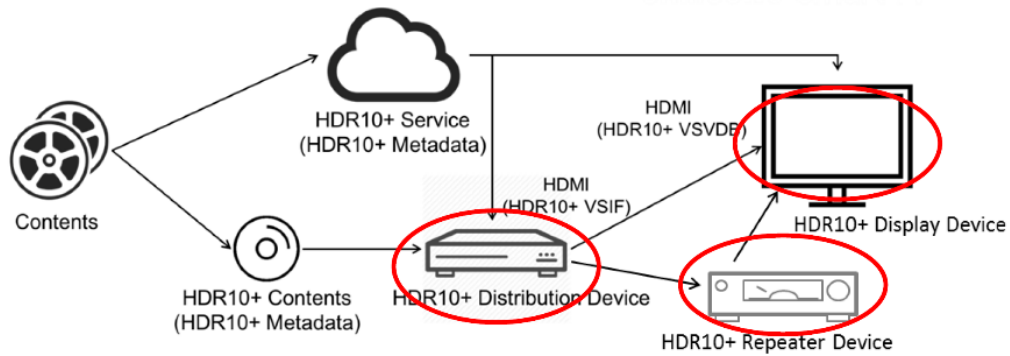 HDR10+ Service
(HDR10+ Metadata)
HDMI
(HDR10+ VSVDB)
Contents
HDMI
(HDR10+ VSIF)
HDR10+ Display Device
HDR10+ Contents
(HDR10+ Metadata)
HDR10+ Distribution Device
HDR10+ Repeater Device